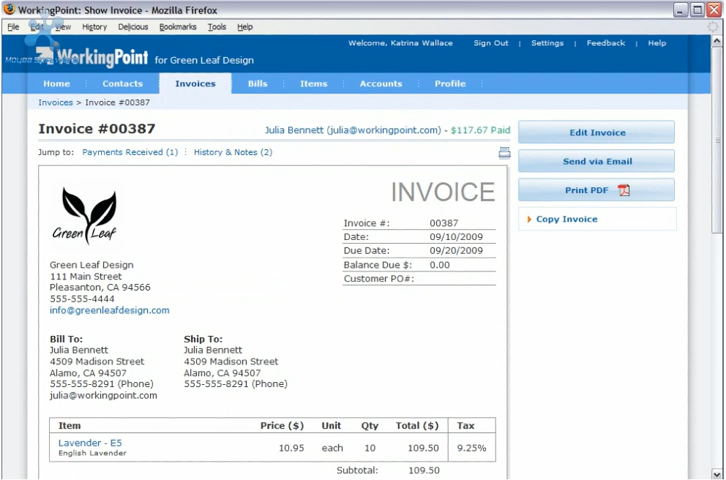 WorkingPoint: Show Invoice - Mozilla Firefox
File Edit View History Delicious Bookmarks Tools Help
Welcome, Katrina Wallace Sign Out Settings Feedback Help
WorkingPoint for Green Leaf Design
Home Contacts Invoices Bills Items Accounts Profile
Invoices > Invoice #00387
Invoice #00387 Julia Bennett (julia@workingpoint.com) - $117.67 Paid
Jump to: Payments Received (1) History & Notes (2)
Edit Invoice
Send via Email
Print PDF
Copy Invoice
INVOICE
Green Leaf
Invoice #: 00387
Date: 09/10/2009
Due Date: 09/20/2009
Balance Due $: 0.00
Customer PO#:
Green Leaf Design
111 Main Street
Pleasanton, CA 94566
555-555-4444
info@greenleafdesign.com
Bill To: Ship To:
Julia Bennett Julia Bennett
4509 Madison Street 4509 Madison Street
Alamo, CA 94507 Alamo, CA 94507
555-555-8291 (Phone) 555-555-8291 (Phone)
julia@workingpoint.com
Item Price ($) Unit Qty Total ($) Tax
Lavender - E5 10.95 each 10 109.50 9.25%
English Lavender
Subtotal: 109.50